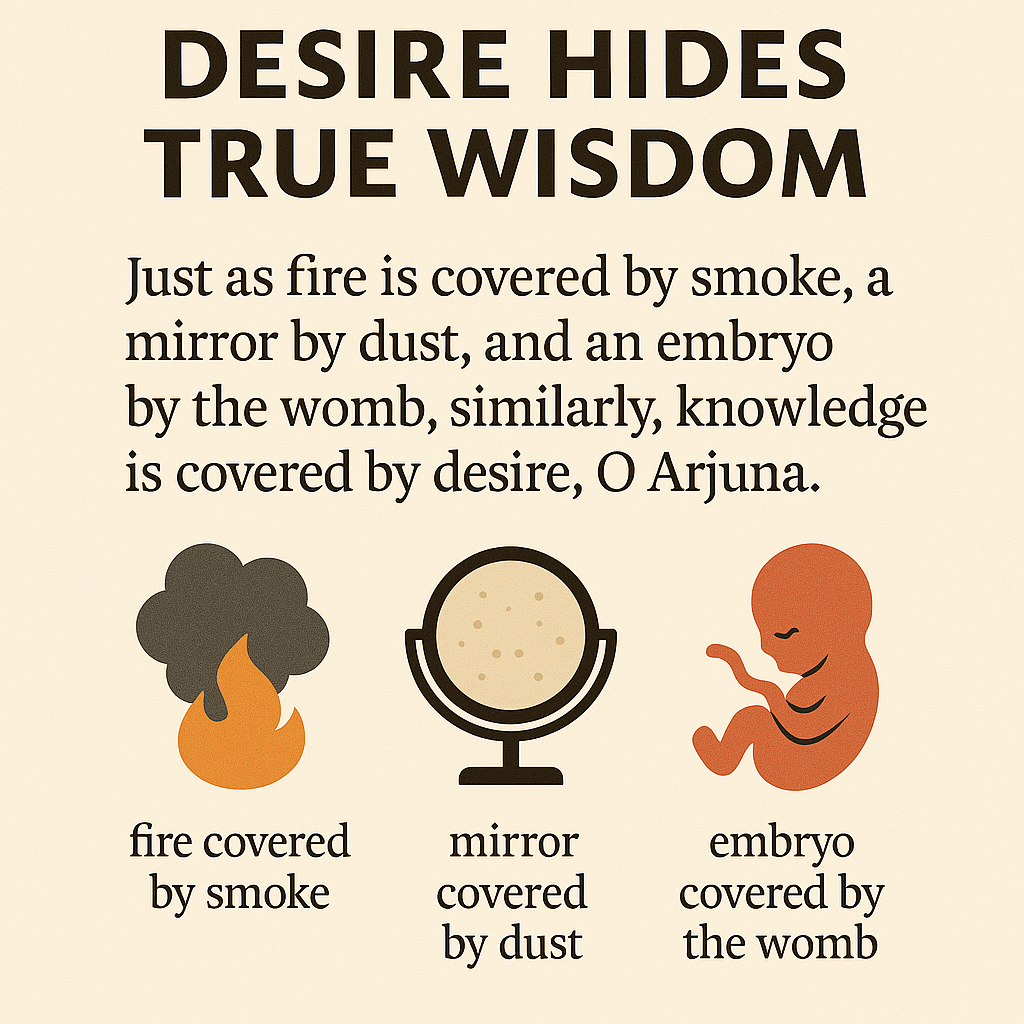 DESIRE HIDES
TRUE WISDOM
Just as fire is covered by smoke, a
mirror by dust, and an embryo
by the womb, similarly, knowledge
is covered by desire, O Arjuna.
fire covered
by smoke
mirror
covered
by dust
embryo
covered by
the womb